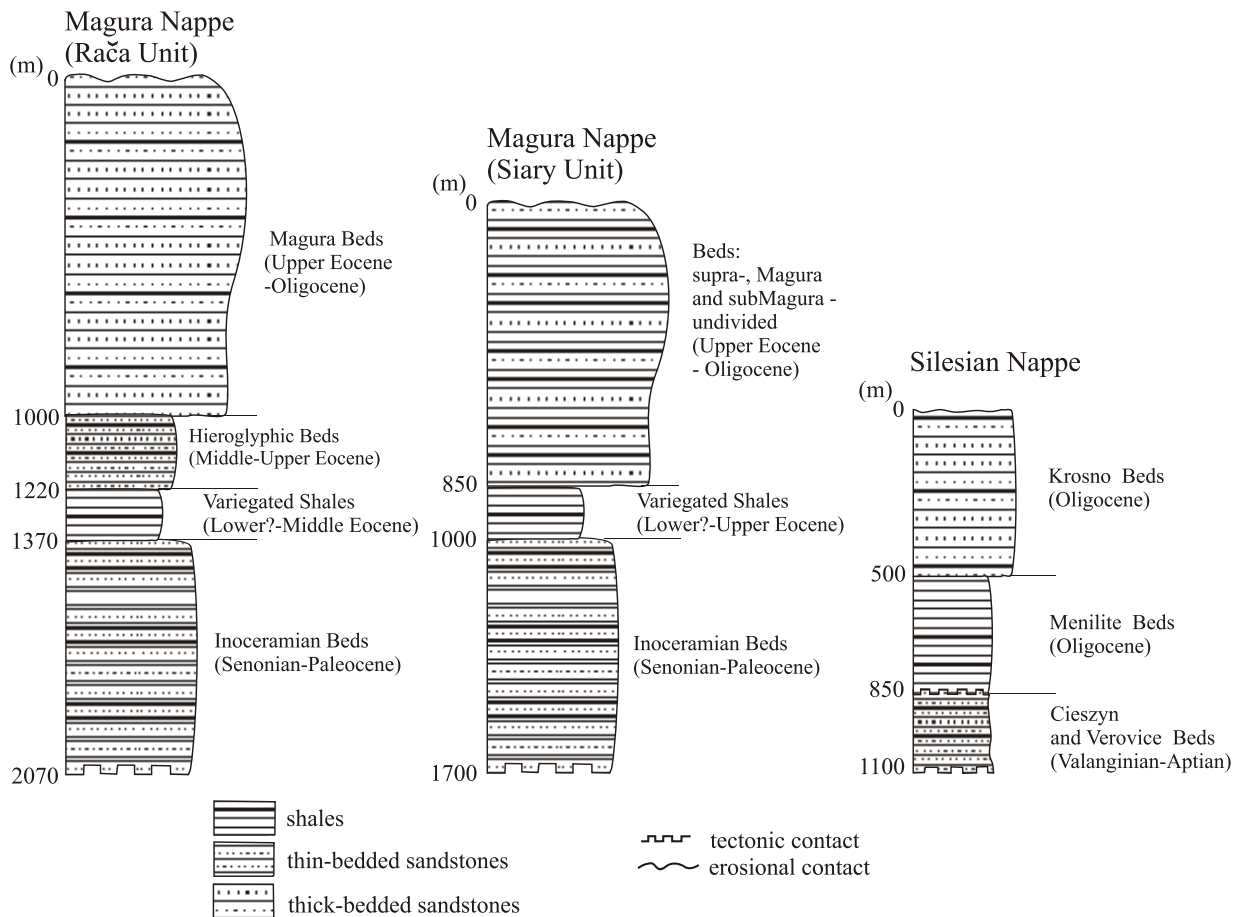 Magura Nappe
(Rača Unit)
(m)
0
1000
1220
1370
2070
Magura Beds
(Upper Eocene
-Oligocene)
Hieroglyphic Beds
(Middle-Upper Eocene)
Variegated Shales
(Lower?-Middle Eocene)
Inoceramian Beds
(Senonian-Paleocene)
Magura Nappe
(Siary Unit)
(m)
0
850
1000
1700
Beds:
supra-, Magura
and subMagura -
undivided
(Upper Eocene
- Oligocene)
Variegated Shales
(Lower?-Upper Eocene)
Inoceramian Beds
(Senonian-Paleocene)
Silesian Nappe
(m)
0
500
850
1100
Krosno Beds
(Oligocene)
Menilite Beds
(Oligocene)
Cieszyn
and Verovice Beds
(Valanginian-Aptian)
shales
thin-bedded sandstones
thick-bedded sandstones
tectonic contact
erosional contact